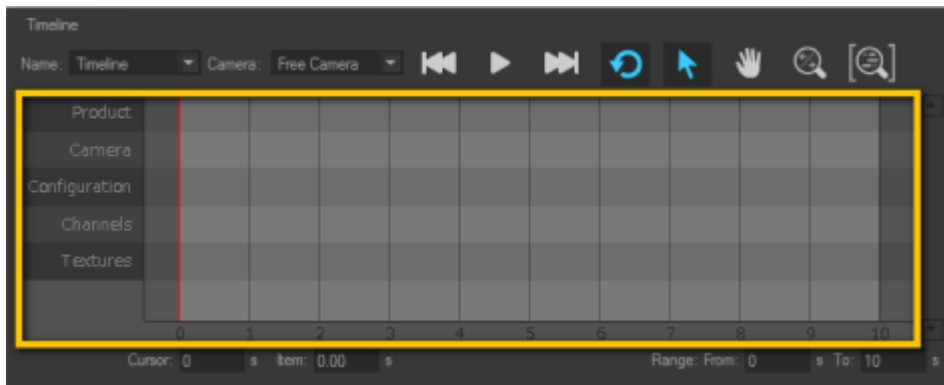 Timeline
Name: Timeline Camera: Free Camera
Product
Camera
Configuration
Channels
Textures
0 1 2 3 4 5 6 7 8 9 10
Cursor: 0 s Item: 0.00 s Range: From: 0 s To: 10 s